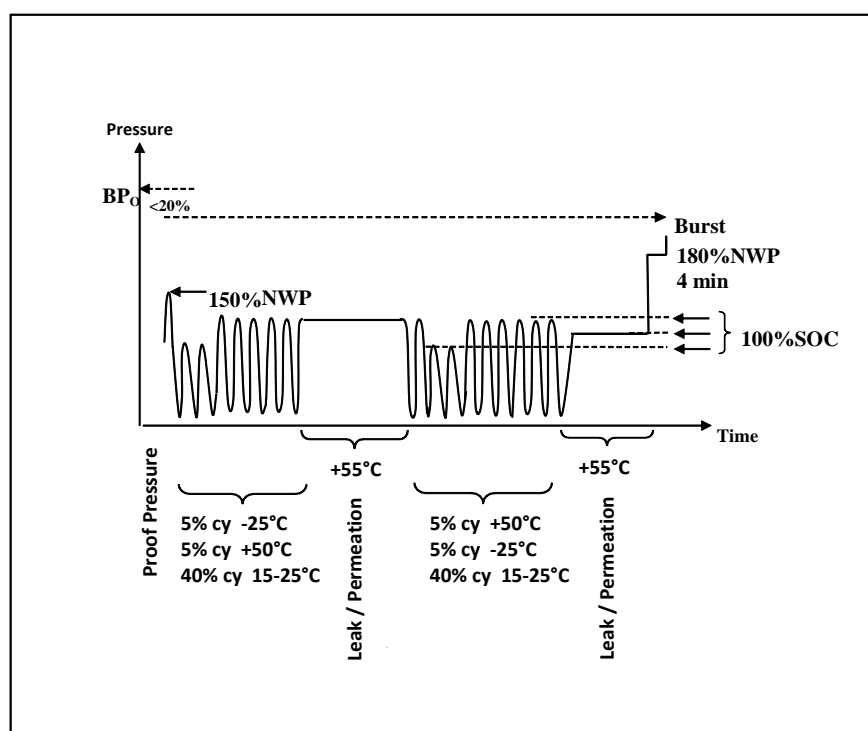 Pressure
BPO <20%
Burst
180%NWP
4 min
150%NWP
100%SOC
Time
+55°C
+55°C
Proof Pressure
5% cy -25°C
5% cy +50°C
40% cy 15-25°C
Leak / Permeation
5% cy +50°C
5% cy -25°C
40% cy 15-25°C
Leak / Permeation